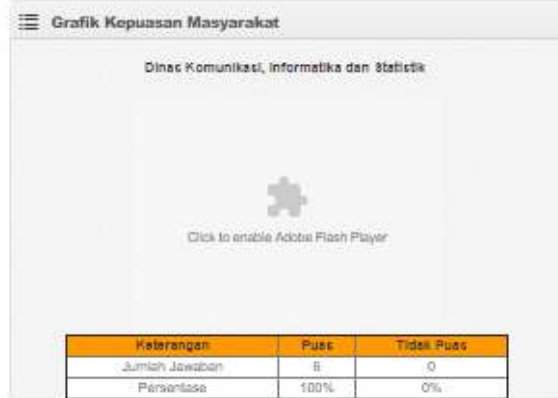 Grafik Kepuasan Masyarakat
Dinas Komunikasi, Informatika dan Statistik
Click to enable Adobe Flash Player
Keterangan Puas Tidak Puas
Jumlah Jawaban 6 0
Persentase 100% 0%